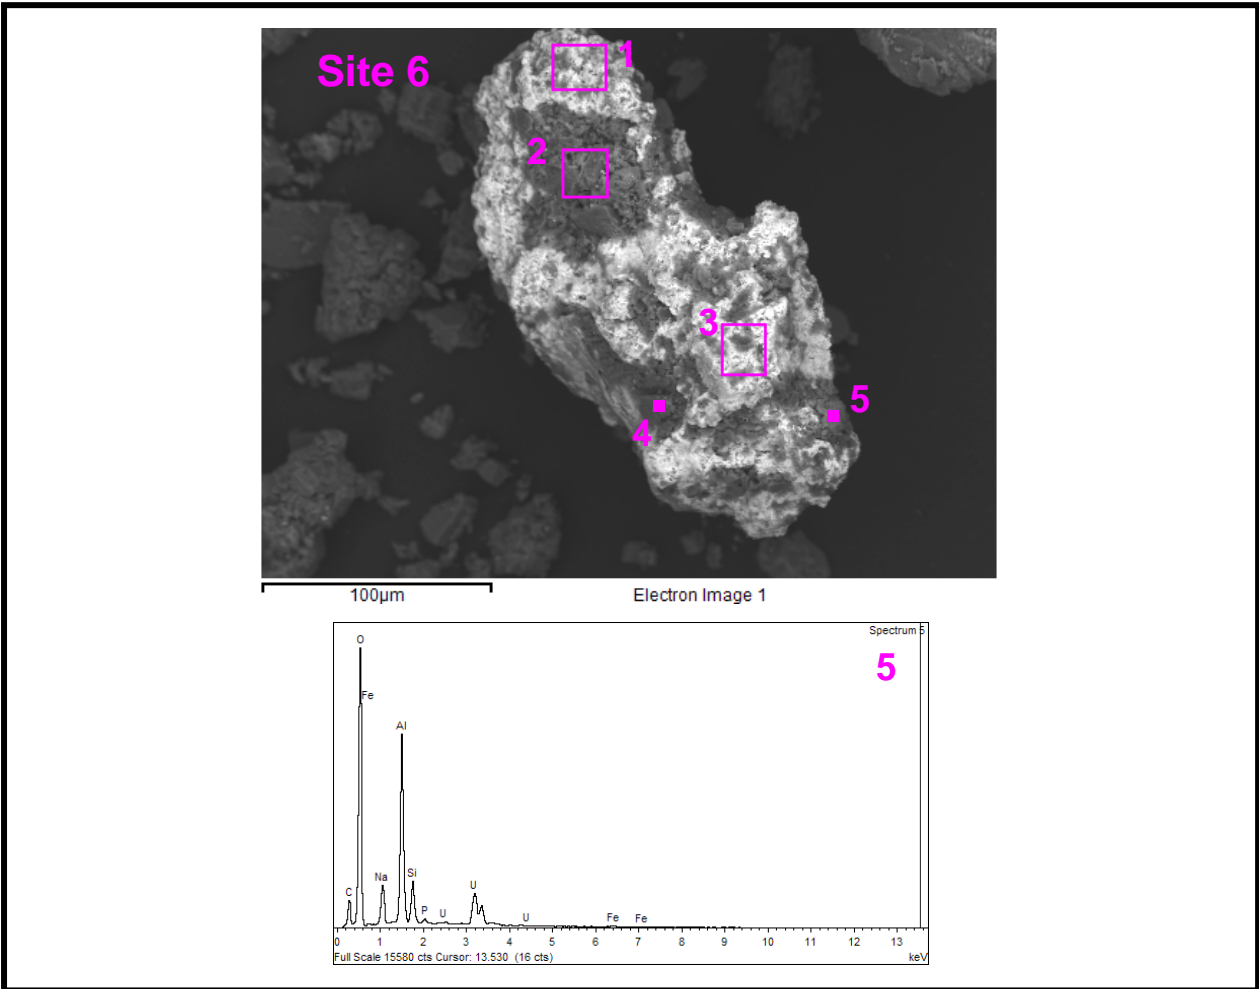 Site 6
1
2
3
4
5
100µm
Electron Image 1
Spectrum 5
5
O
Fe
Al
C
Na
Si
P
U
U
U
Fe
Fe
0 1 2 3 4 5 6 7 8 9 10 11 12 13
Full Scale 15580 cts Cursor: 13.530 (16 cts)
keV